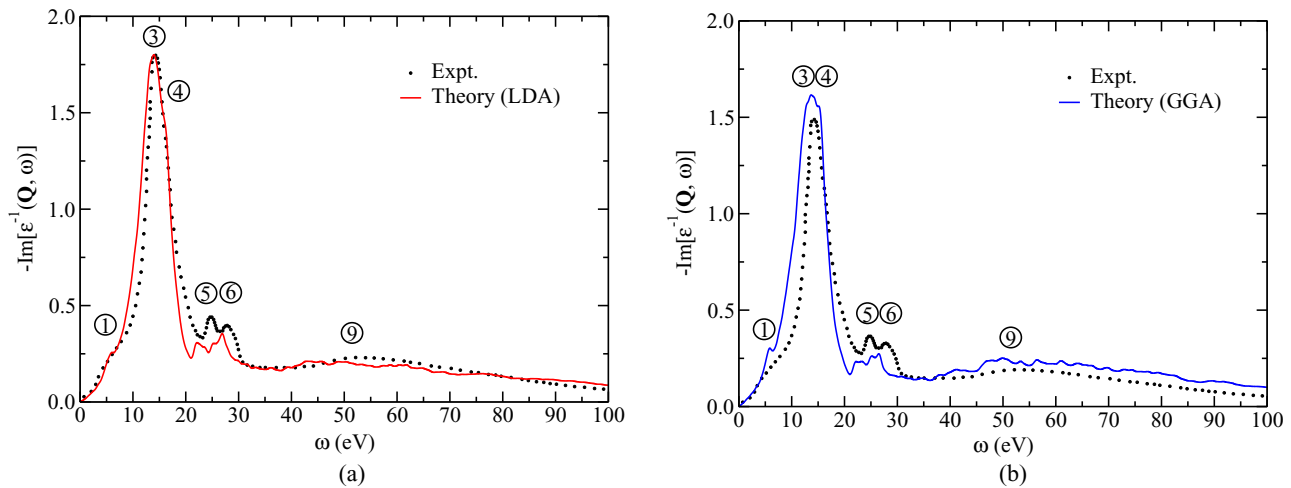 2.0
1.5
1.0
0.5
0.0
-Im[ε⁻¹(Q, ω)]
③
④
①
⑤⑥
⑨
Expt.
Theory (LDA)
0 10 20 30 40 50 60 70 80 90 100
ω (eV)
(a)
2.0
1.5
1.0
0.5
0.0
-Im[ε⁻¹(Q, ω)]
③④
①
⑤⑥
⑨
Expt.
Theory (GGA)
0 10 20 30 40 50 60 70 80 90 100
ω (eV)
(b)